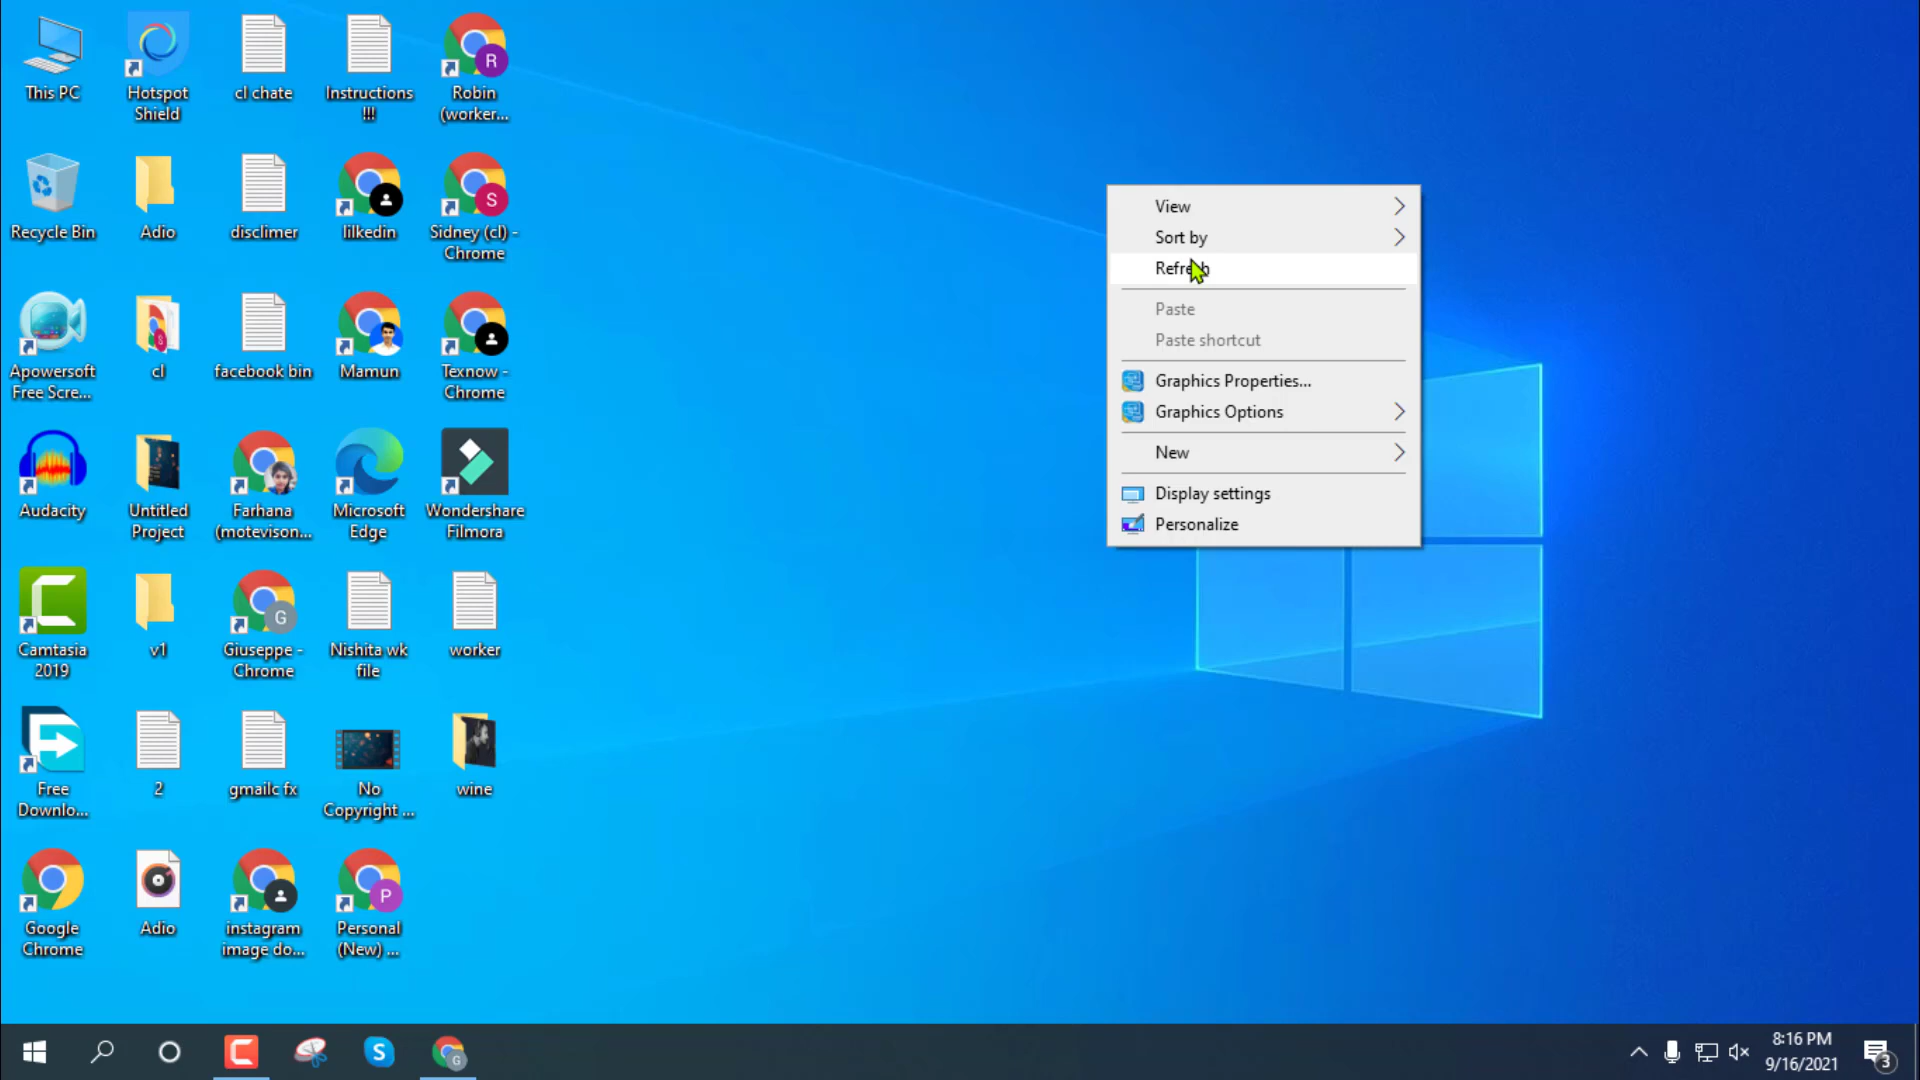 This PC
Hotspot
Shield
cl chate
Instructions
!!!
R
Robin
(worker...
Recycle Bin
Adio
disclimer
lilkedin
S
Sidney (cl) -
Chrome
Apowersoft
Free Scre...
S
cl
facebook bin
Mamun
Texnow -
Chrome
Audacity
Untitled
Project
Farhana
(motevison...
Microsoft
Edge
Wondershare
Filmora
Camtasia
2019
v1
G
Giuseppe -
Chrome
Nishita wk
file
worker
Free
Downlo...
2
gmailc fx
No
Copyright ...
wine
Google
Chrome
Adio
instagram
image do...
P
Personal
(New) ...
View
Sort by
Refresh
Paste
Paste shortcut
Graphics Properties...
Graphics Options
New
Display settings
Personalize
S
G
8:16 PM
9/16/2021
3